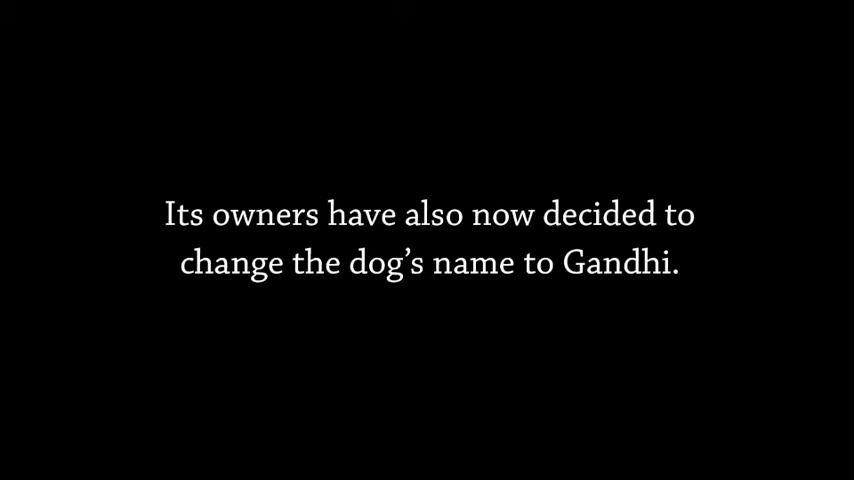 Its owners have also now decided to
change the dog’s name to Gandhi.